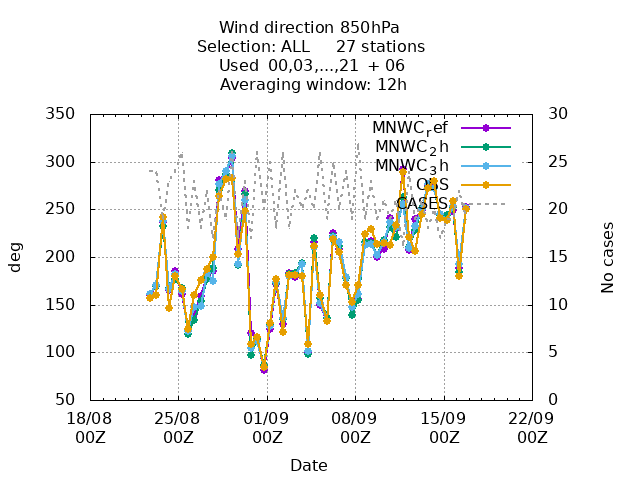 Wind direction 850hPa
Selection: ALL 27 stations
Used 00,03,...,21 + 06
Averaging window: 12h
350
300
250
200
150
100
50
30
25
20
15
10
5
0
MNWC_ref
MNWC_2h
MNWC_3h
OBS
CASES
deg
No cases
18/08 25/08 01/09 08/09 15/09 22/09
00Z 00Z 00Z 00Z 00Z 00Z
Date